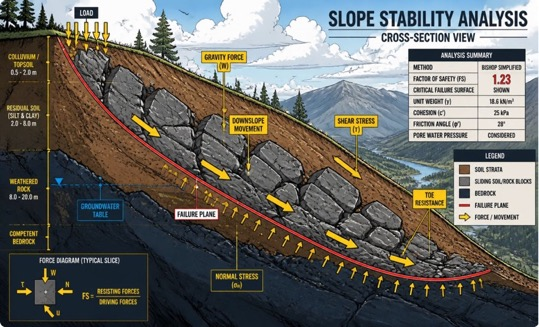 SLOPE STABILITY ANALYSIS
CROSS-SECTION VIEW
ANALYSIS SUMMARY
METHOD BISHOP SIMPLIFIED
FACTOR OF SAFETY (FS) 1.23
CRITICAL FAILURE SURFACE SHOWN
UNIT WEIGHT (γ) 18.6 kN/m³
COHESION (c') 25 kPa
FRICTION ANGLE (φ') 28°
PORE WATER PRESSURE CONSIDERED
LEGEND
SOIL STRATA
SLIDING SOIL/ROCK BLOCKS
BEDROCK
FAILURE PLANE
FORCE / MOVEMENT
LOAD
COLLUVIUM /
TOPSOIL
0.5 - 2.0 m
RESIDUAL SOIL
(SILT & CLAY)
2.0 - 8.0 m
WEATHERED
ROCK
8.0 - 20.0 m
COMPETENT
BEDROCK
GROUNDWATER
TABLE
GRAVITY FORCE
(W)
DOWNSLOPE
MOVEMENT
SHEAR STRESS
(τ)
TOE
RESISTANCE
FAILURE PLANE
NORMAL STRESS
(σₙ)
FORCE DIAGRAM (TYPICAL SLICE)
W
τ
N
u
FS = RESISTING FORCES
DRIVING FORCES